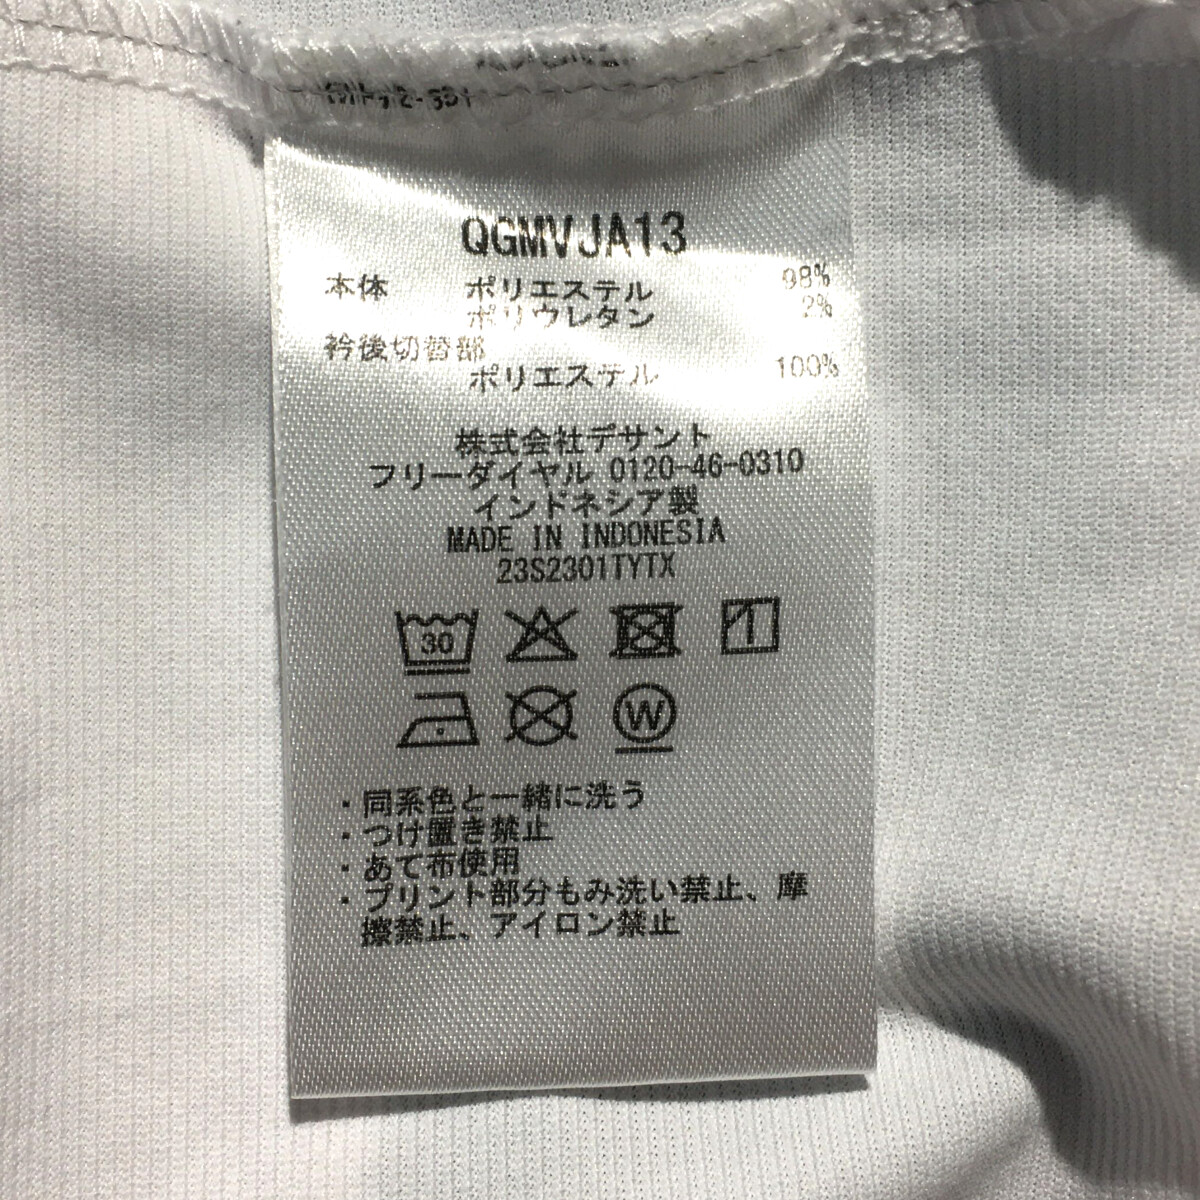 QGMVJA13
本体 ポリエステル 98%
ポリウレタン 2%
衿後切替部
ポリエステル 100%
株式会社デサント
フリーダイヤル 0120-46-0310
インドネシア製
MADE IN INDONESIA
23S2301TYTX
30
W
・同系色と一緒に洗う
・つけ置き禁止
・あて布使用
・プリント部分もみ洗い禁止、摩
擦禁止、アイロン禁止